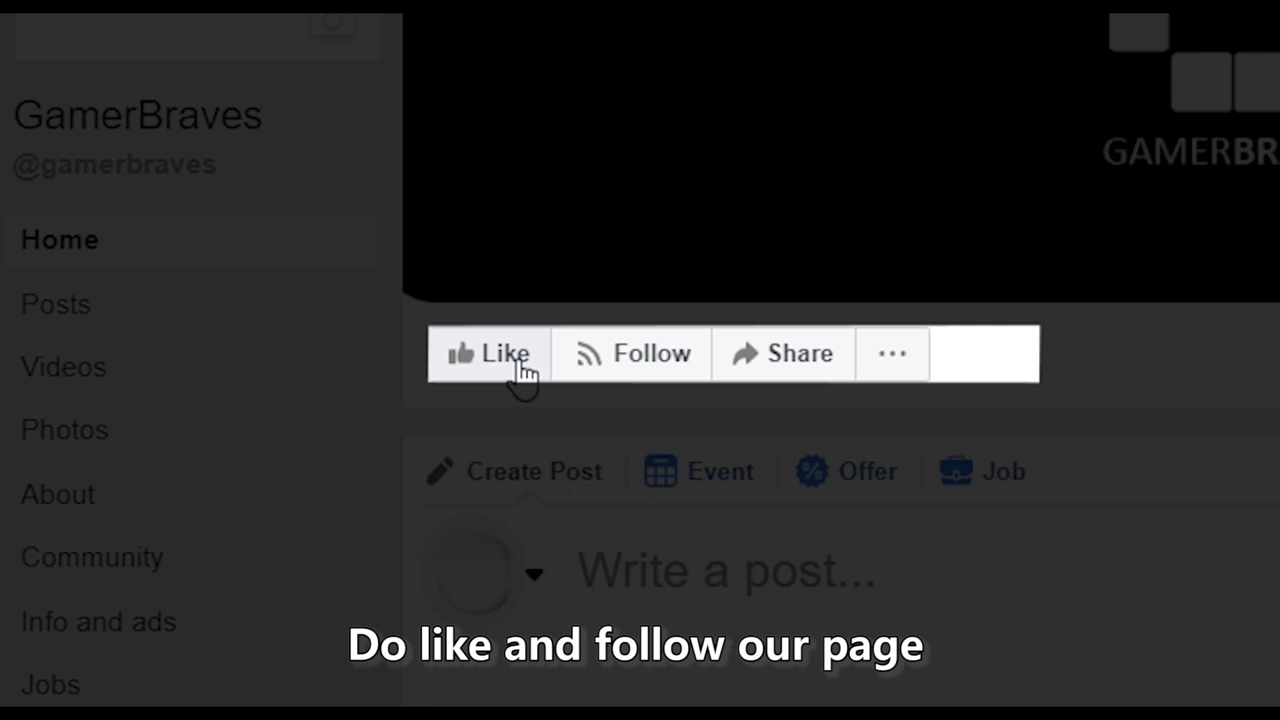 GamerBraves
@gamerbraves
Home
Posts
Videos
Photos
About
Community
Info and ads
Jobs
GAMERBR
Like Follow Share ...
Create Post Event Offer Job
Write a post...
Do like and follow our page